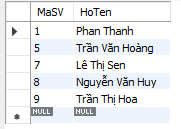 MaSV HoTen
1 Phan Thanh
5 Trần Văn Hoàng
7 Lê Thị Sen
8 Nguyễn Văn Huy
9 Trần Thị Hoa
NULL NULL